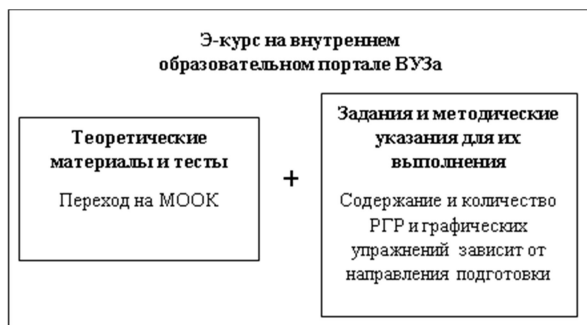 Э-курс на внутреннем
образовательном портале ВУЗа
Теоретические
материалы и тесты
Переход на МООК
+
Задания и методические
указания для их
выполнения
Содержание и количество
РГР и графических
упражнений зависит от
направления подготовки